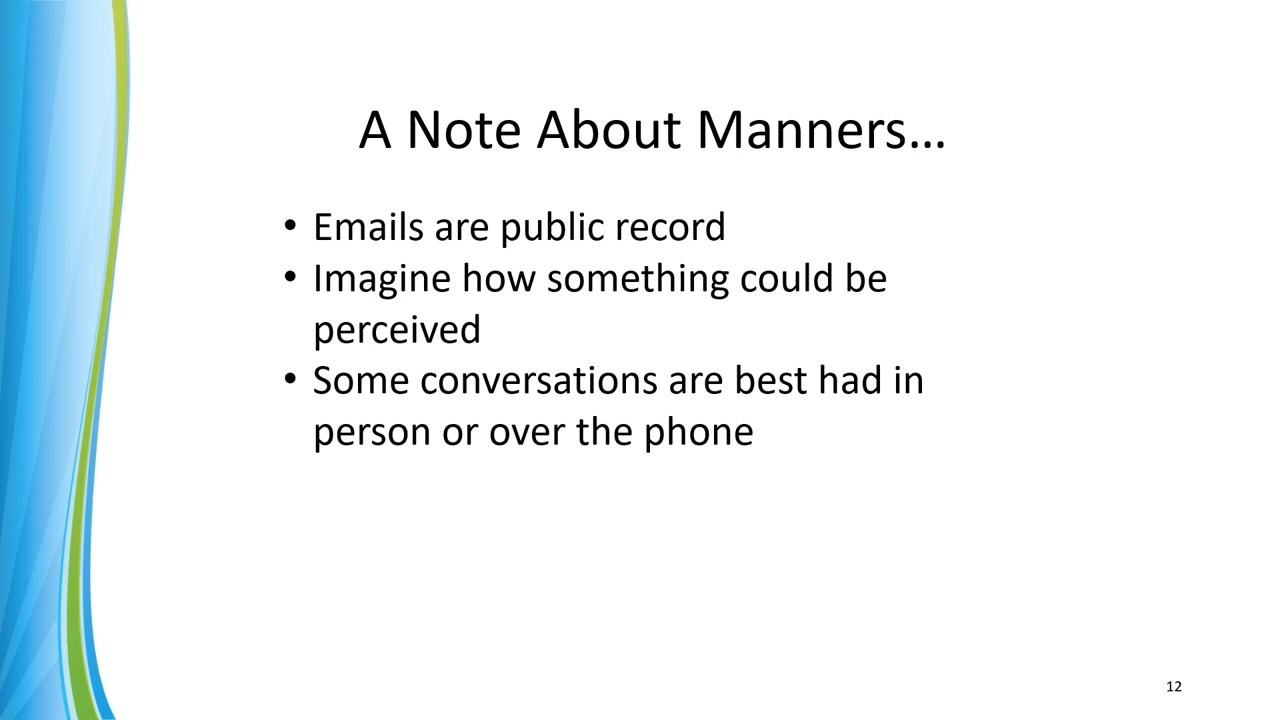 A Note About Manners…
• Emails are public record
• Imagine how something could be
perceived
• Some conversations are best had in
person or over the phone
12